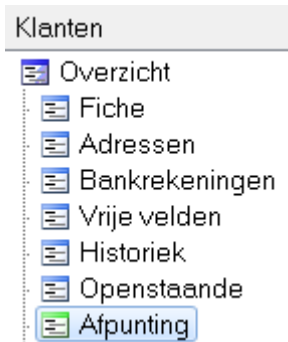 Klanten
Overzicht
Fiche
Adressen
Bankrekeningen
Vrije velden
Historiek
Openstaande
Afpunting